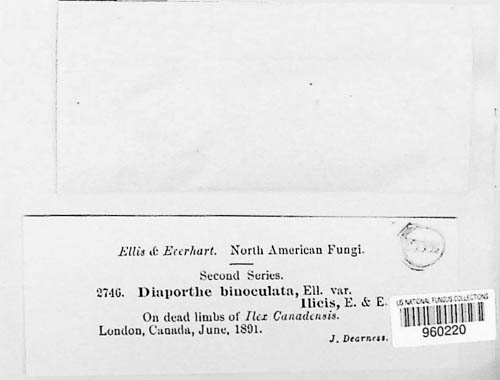 Ellis & Everhart. North American Fungi.
Second Series.
2746. Diaporthe binoculata, Ell. var.
Ilicis, E. & E.
On dead limbs of Ilex Canadensis.
London, Canada, June, 1891.
J. Dearness.
US NATIONAL FUNGUS COLLECTIONS
960220